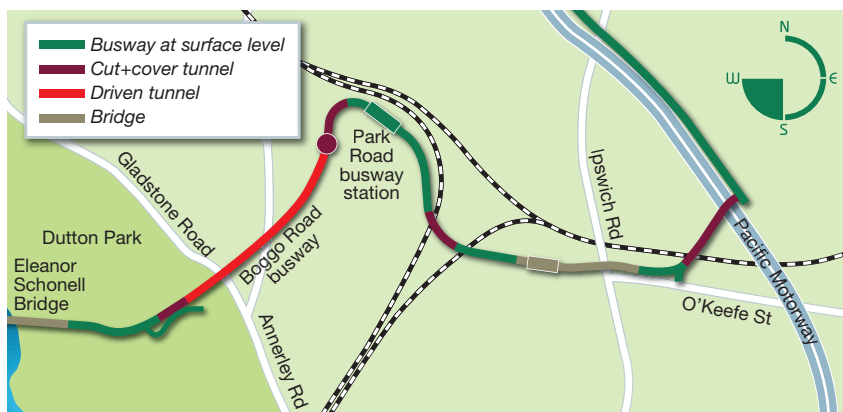 Busway at surface level
Cut+cover tunnel
Driven tunnel
Bridge
N
W
E
S
Park
Road
busway
station
Gladstone Road
Ipswich Rd
Dutton Park
Boggo Road
busway
Eleanor
Schonell
Bridge
Pacific Motorway
O'Keefe St
Annerley Rd